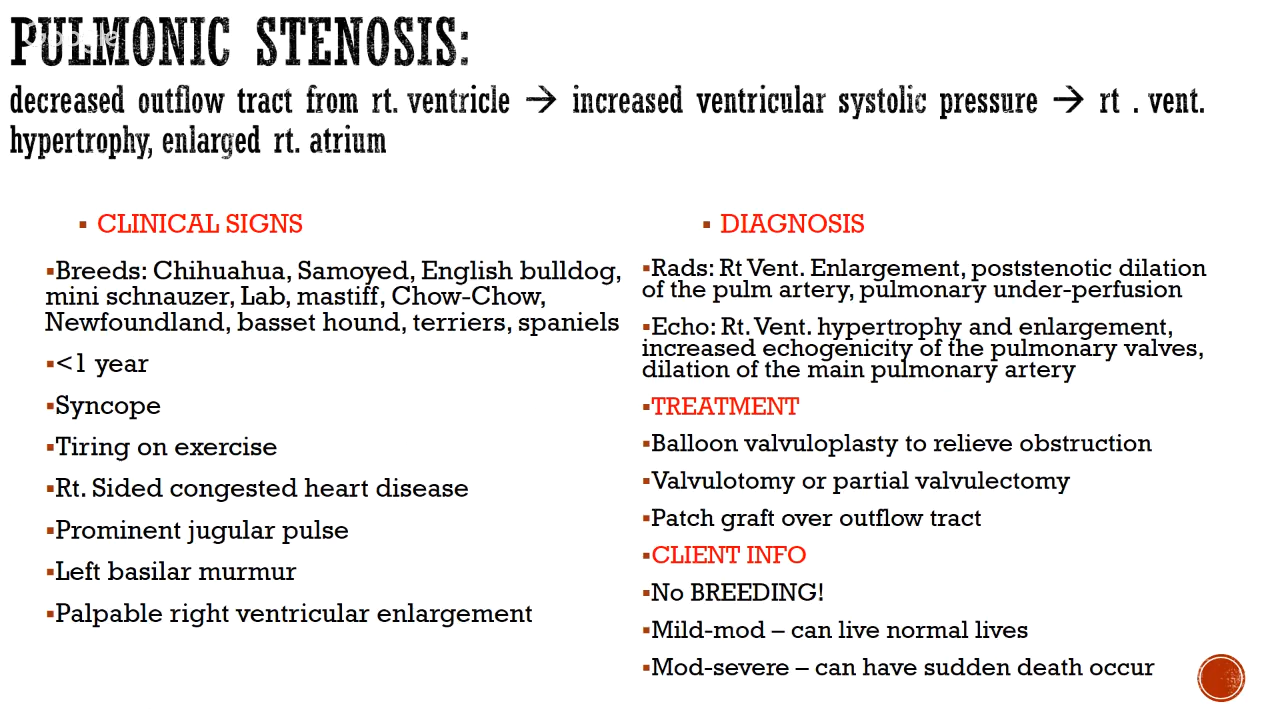 PULMONIC STENOSIS:
Google
decreased outflow tract from rt. ventricle → increased ventricular systolic pressure → rt . vent.
hypertrophy, enlarged rt. atrium
▪ CLINICAL SIGNS
▪Breeds: Chihuahua, Samoyed, English bulldog,
mini schnauzer, Lab, mastiff, Chow-Chow,
Newfoundland, basset hound, terriers, spaniels
▪<1 year
▪Syncope
▪Tiring on exercise
▪Rt. Sided congested heart disease
▪Prominent jugular pulse
▪Left basilar murmur
▪Palpable right ventricular enlargement
▪ DIAGNOSIS
▪Rads: Rt Vent. Enlargement, poststenotic dilation
of the pulm artery, pulmonary under-perfusion
▪Echo: Rt. Vent. hypertrophy and enlargement,
increased echogenicity of the pulmonary valves,
dilation of the main pulmonary artery
▪TREATMENT
▪Balloon valvuloplasty to relieve obstruction
▪Valvulotomy or partial valvulectomy
▪Patch graft over outflow tract
▪CLIENT INFO
▪No BREEDING!
▪Mild-mod – can live normal lives
▪Mod-severe – can have sudden death occur